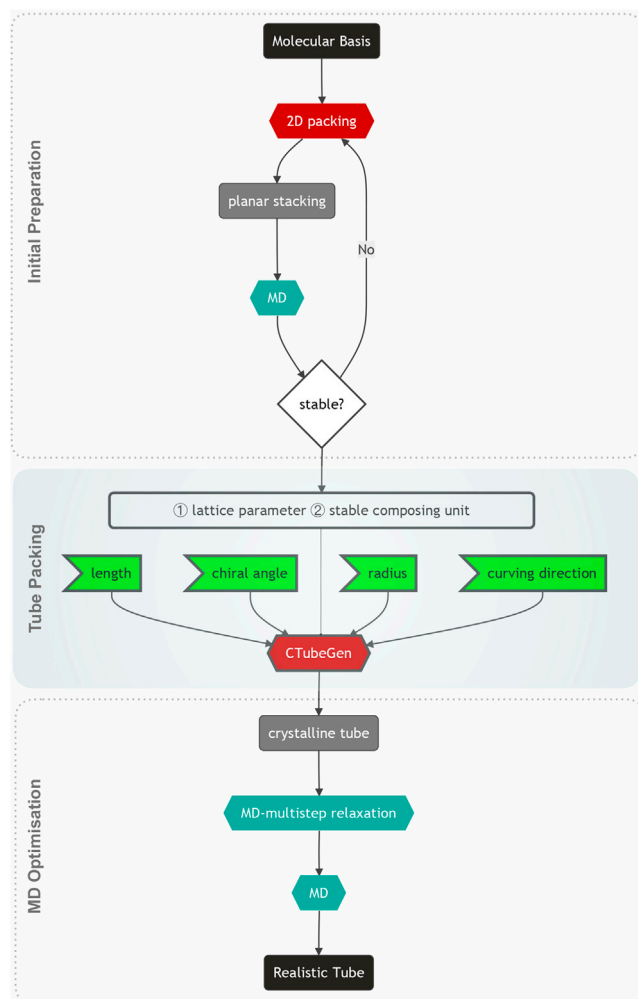 Initial Preparation
Molecular Basis
2D packing
planar stacking
No
MD
stable?
Tube Packing
① lattice parameter ② stable composing unit
length
chiral angle
radius
curving direction
CTubeGen
MD Optimisation
crystalline tube
MD-multistep relaxation
MD
Realistic Tube